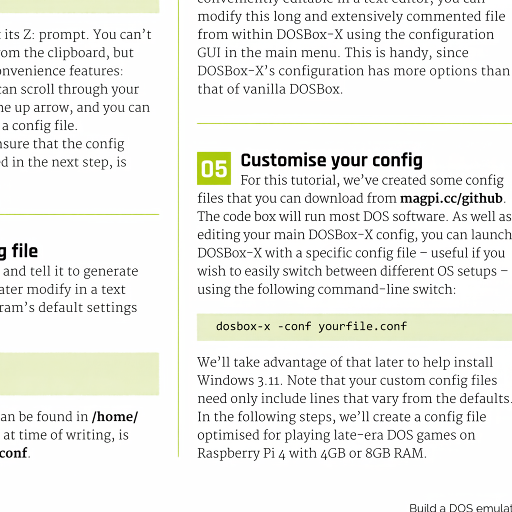 its Z: prompt. You can't
om the clipboard, but
nvenience features:
an scroll through your
e up arrow, and you can
a config file.
nsure that the config
d in the next step, is
g file
and tell it to generate
ater modify in a text
ram's default settings
an be found in /home/
at time of writing, is
conf.
conveniently editable in a text editor, you can
modify this long and extensively commented file
from within DOSBox-X using the configuration
GUI in the main menu. This is handy, since
DOSBox-X's configuration has more options than
that of vanilla DOSBox.
05 Customise your config
For this tutorial, we've created some config
files that you can download from magpi.cc/github.
The code box will run most DOS software. As well as
editing your main DOSBox-X config, you can launch
DOSBox-X with a specific config file – useful if you
wish to easily switch between different OS setups –
using the following command-line switch:
dosbox-x -conf yourfile.conf
We'll take advantage of that later to help install
Windows 3.11. Note that your custom config files
need only include lines that vary from the defaults.
In the following steps, we'll create a config file
optimised for playing late-era DOS games on
Raspberry Pi 4 with 4GB or 8GB RAM.
Build a DOS emulat